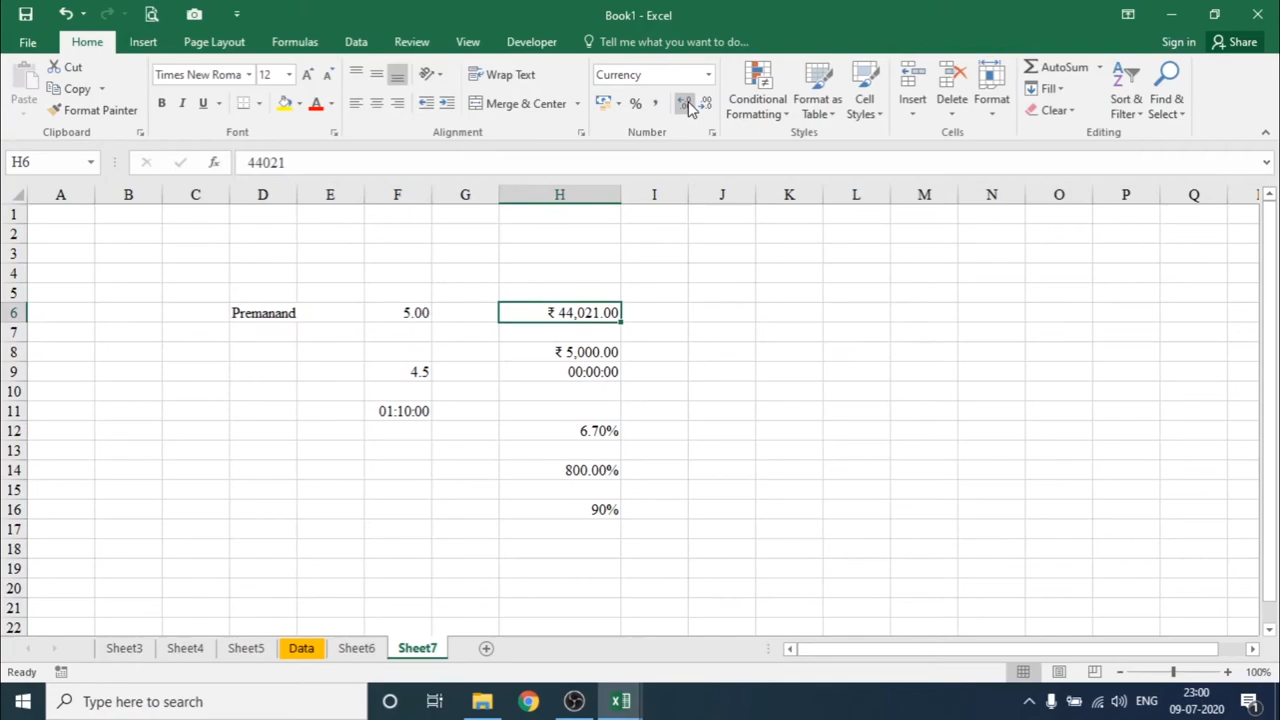 Book1 - Excel
File Home Insert Page Layout Formulas Data Review View Developer Tell me what you want to do... Sign in Share
Paste
Cut
Copy
Format Painter
Clipboard
Times New Roma 12
A A
B I U A
Font
Wrap Text
Merge & Center
Alignment
Currency
% ,
Number
Conditional Formatting
Format as Table
Cell Styles
Styles
Insert Delete Format
Cells
AutoSum
Fill
Clear
Sort & Filter
Find & Select
Editing
H6 fx 44021
A B C D E F G H I J K L M N O P Q
1
2
3
4
5
6 Premanand 5.00 ₹ 44,021.00
7
8 ₹ 5,000.00
9 4.5 00:00:00
10
11 01:10:00
12 6.70%
13
14 800.00%
15
16 90%
17
18
19
20
21
22
Sheet3 Sheet4 Sheet5 Data Sheet6 Sheet7
Ready 100%
Type here to search ENG 23:00
09-07-2020